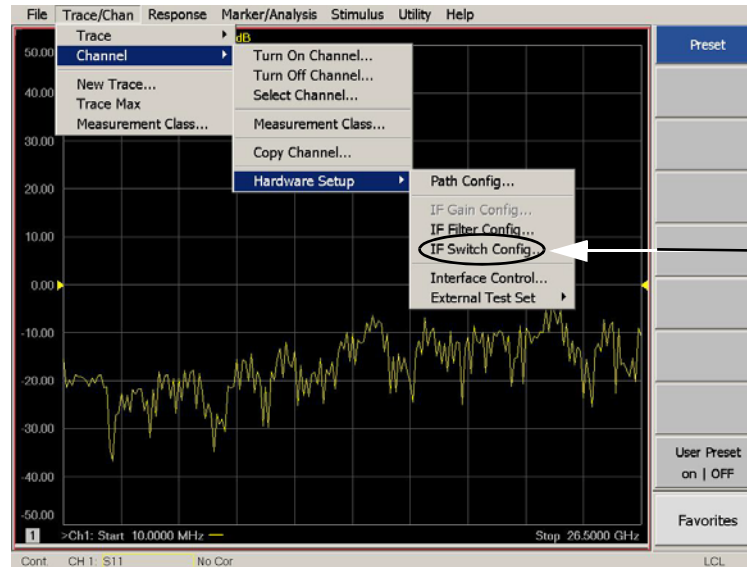 File Trace/Chan Response Marker/Analysis Stimulus Utility Help
Trace
Channel
New Trace...
Trace Max
Measurement Class...
dB
Turn On Channel...
Turn Off Channel...
Select Channel...
Measurement Class...
Copy Channel...
Hardware Setup
Path Config...
IF Gain Config...
IF Filter Config...
IF Switch Config...
Interface Control...
External Test Set
50.00
40.00
30.00
20.00
10.00
0.00
-10.00
-20.00
-30.00
-40.00
-50.00
1 >Ch1: Start 10.0000 MHz Stop 26.5000 GHz
Cont. CH 1: S11 No Cor LCL
Preset
User Preset
on | OFF
Favorites